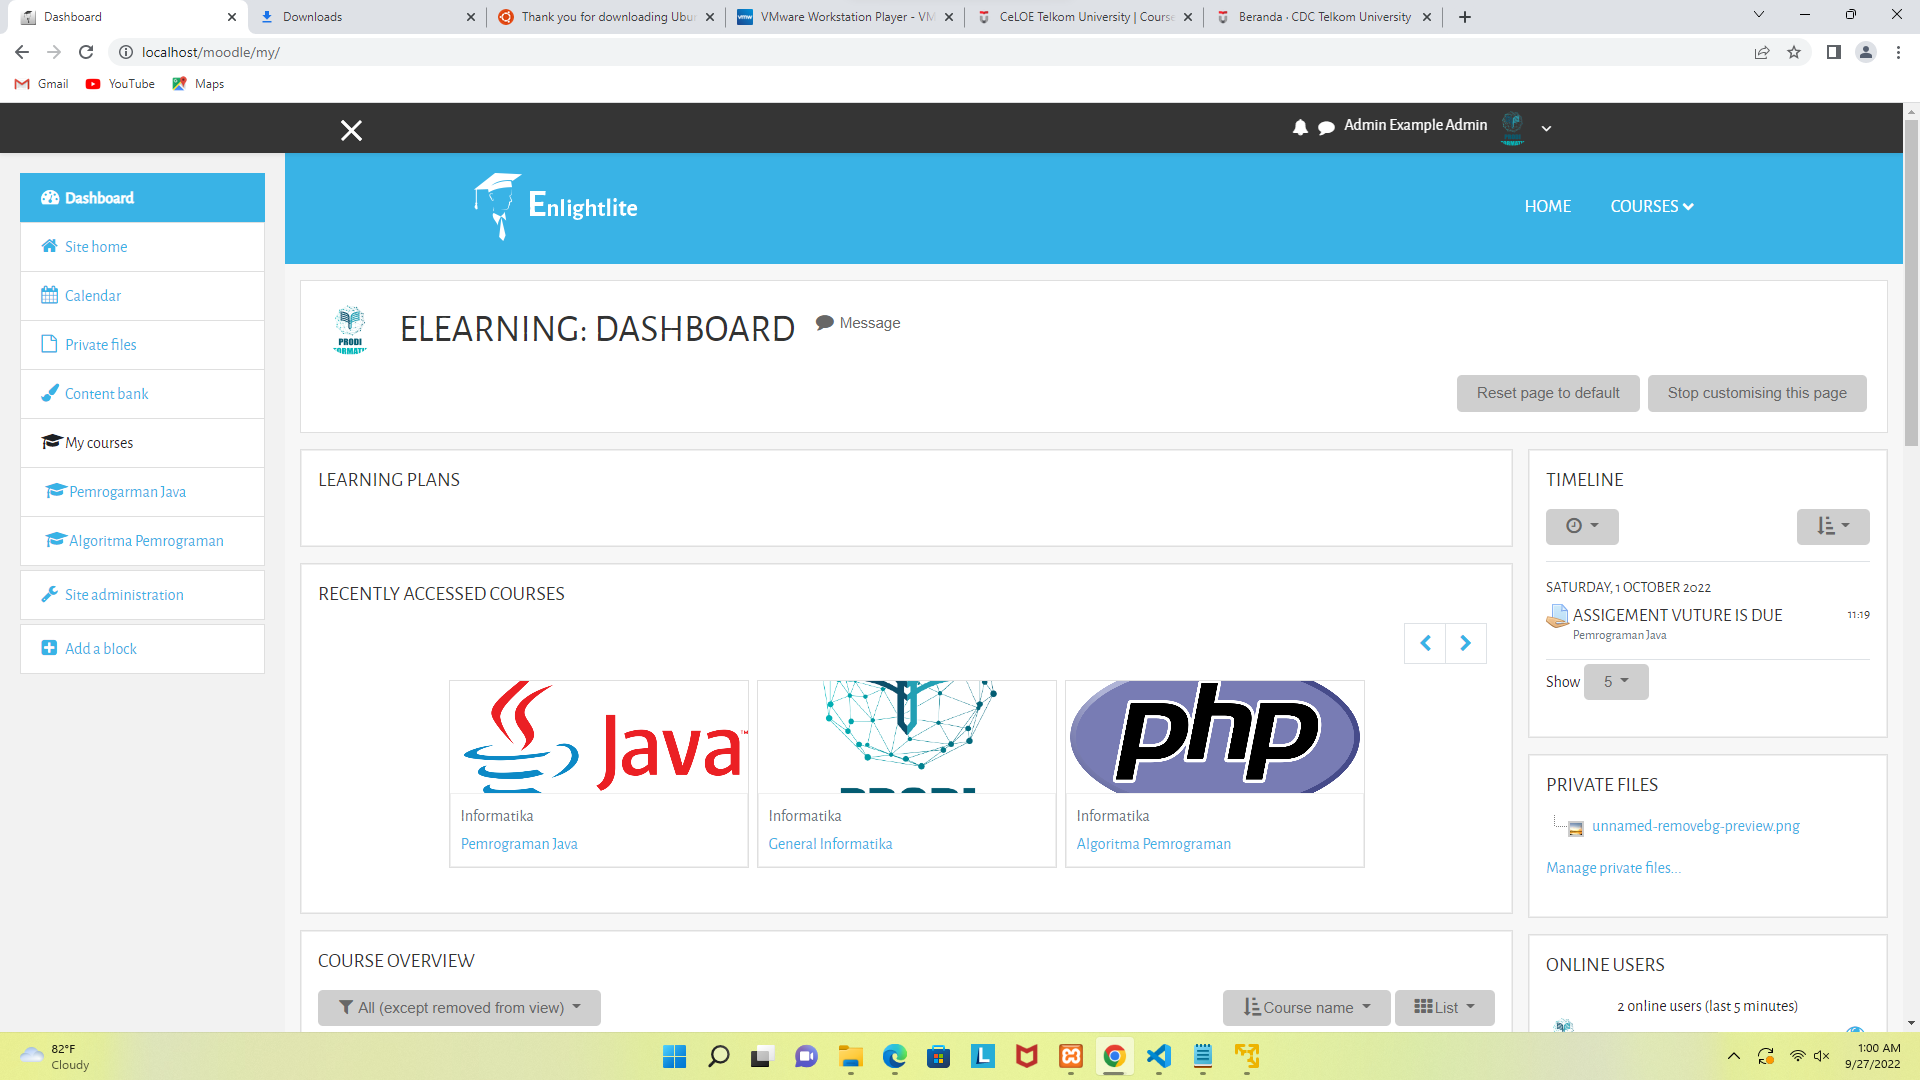 Dashboard
Downloads
Thank you for downloading Ubu
VMware Workstation Player - VM
CeLOE Telkom University | Course
Beranda · CDC Telkom University
localhost/moodle/my/
Gmail
YouTube
Maps
Admin Example Admin
Dashboard
Site home
Calendar
Private files
Content bank
My courses
Pemrogarman Java
Algoritma Pemrograman
Site administration
Add a block
Enlightlite
HOME
COURSES
PRODI
ELEARNING: DASHBOARD
Message
Reset page to default
Stop customising this page
LEARNING PLANS
RECENTLY ACCESSED COURSES
Java™
Informatika
Pemrograman Java
PRODI
Informatika
General Informatika
php
Informatika
Algoritma Pemrograman
COURSE OVERVIEW
All (except removed from view)
Course name
List
TIMELINE
SATURDAY, 1 OCTOBER 2022
ASSIGEMENT VUTURE IS DUE
11:19
Pemrograman Java
Show 5
PRIVATE FILES
unnamed-removebg-preview.png
Manage private files...
ONLINE USERS
2 online users (last 5 minutes)
82°F
Cloudy
1:00 AM
9/27/2022